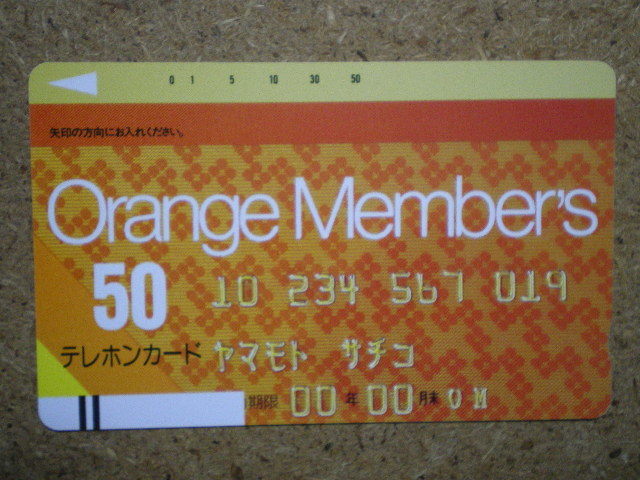 0 1 5 10 30 50
矢印の方向にお入れください。
Orange Member's
50
10 234 567 019
テレホンカード ヤマモト サチコ
期限 00 年 00 月末 O M